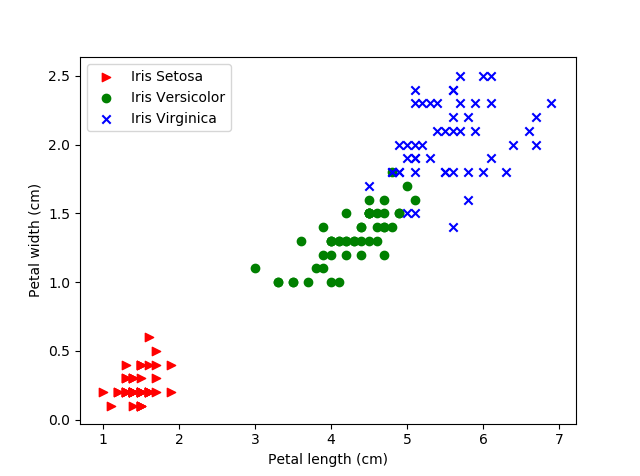 Iris Setosa
Iris Versicolor
Iris Virginica
2.5
2.0
1.5
1.0
0.5
0.0
Petal width (cm)
1
2
3
4
5
6
7
Petal length (cm)